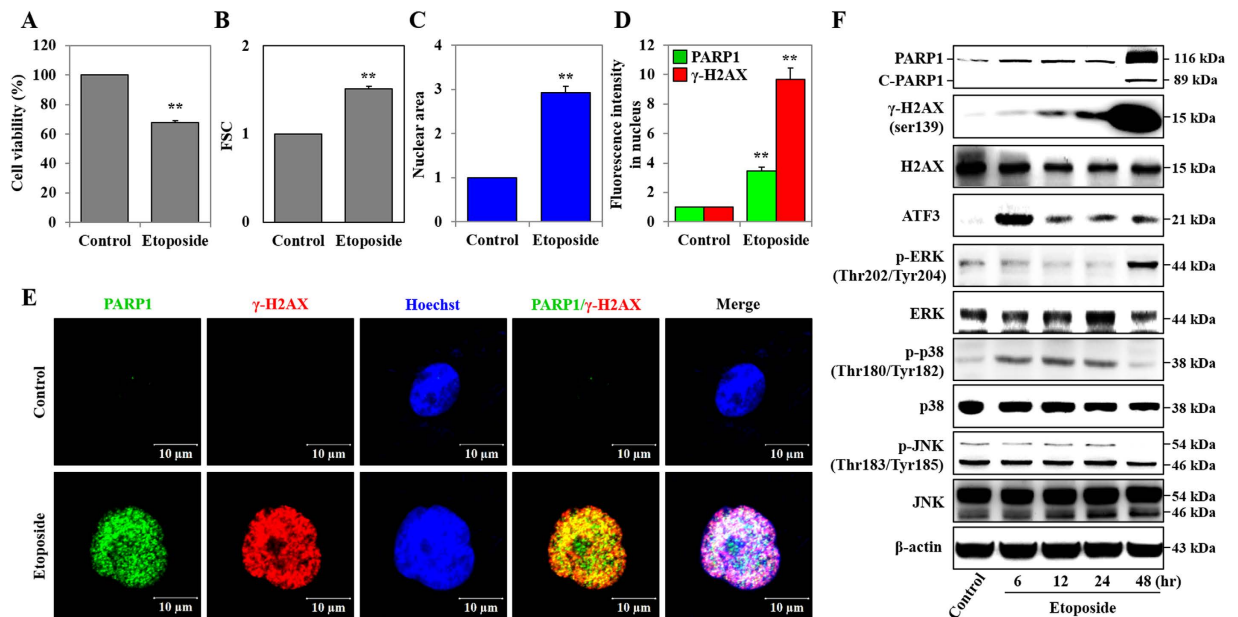 A
Cell viability (%)
120
100
80
60
40
20
0
**
Control Etoposide
B
FSC
2
1
0
**
Control Etoposide
C
Nuclear area
4
3
2
1
0
**
Control Etoposide
D
Fluorescence intensity
in nucleus
12
10
8
6
4
2
0
PARP1
γ-H2AX
**
**
Control Etoposide
E
PARP1 γ-H2AX Hoechst PARP1/γ-H2AX Merge
Control
10 µm 10 µm 10 µm 10 µm 10 µm
Etoposide
10 µm 10 µm 10 µm 10 µm 10 µm
F
PARP1 116 kDa
C-PARP1 89 kDa
γ-H2AX
(ser139) 15 kDa
H2AX 15 kDa
ATF3 21 kDa
p-ERK
(Thr202/Tyr204) 44 kDa
ERK 44 kDa
p-p38
(Thr180/Tyr182) 38 kDa
p38 38 kDa
p-JNK 54 kDa
(Thr183/Tyr185) 46 kDa
JNK 54 kDa
46 kDa
β-actin 43 kDa
Control 6 12 24 48 (hr)
Etoposide